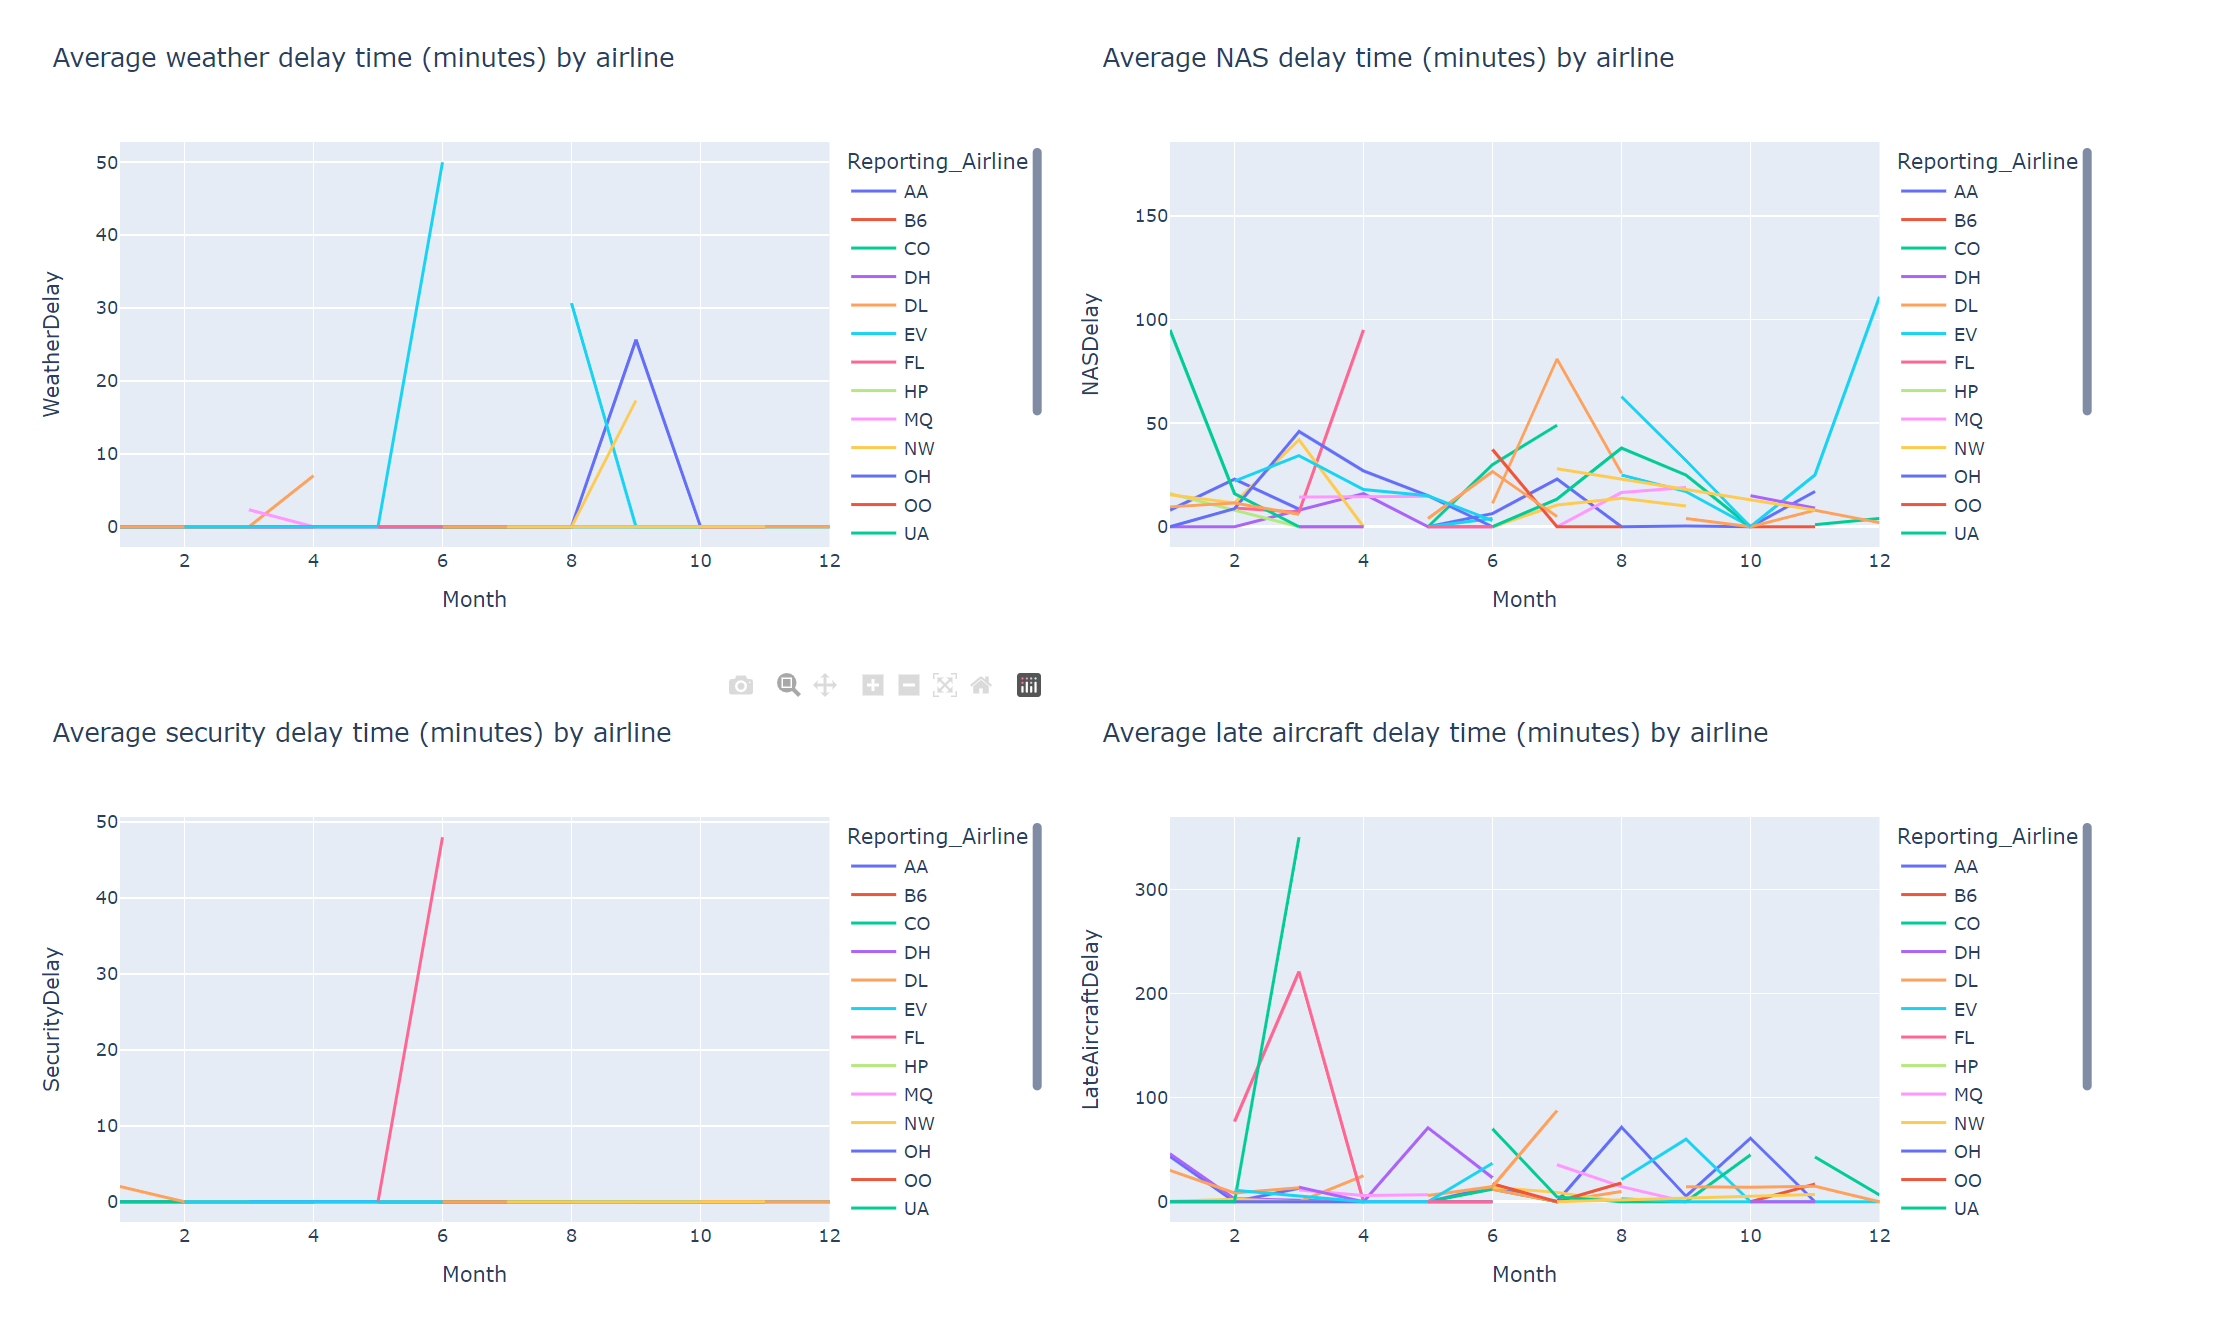 Average weather delay time (minutes) by airline
50
40
30
20
10
0
WeatherDelay
2 4 6 8 10 12
Month
Reporting_Airline
AA
B6
CO
DH
DL
EV
FL
HP
MQ
NW
OH
OO
UA
Average NAS delay time (minutes) by airline
150
100
50
0
NASDelay
2 4 6 8 10 12
Month
Reporting_Airline
AA
B6
CO
DH
DL
EV
FL
HP
MQ
NW
OH
OO
UA
Average security delay time (minutes) by airline
50
40
30
20
10
0
SecurityDelay
2 4 6 8 10 12
Month
Reporting_Airline
AA
B6
CO
DH
DL
EV
FL
HP
MQ
NW
OH
OO
UA
Average late aircraft delay time (minutes) by airline
300
200
100
0
LateAircraftDelay
2 4 6 8 10 12
Month
Reporting_Airline
AA
B6
CO
DH
DL
EV
FL
HP
MQ
NW
OH
OO
UA